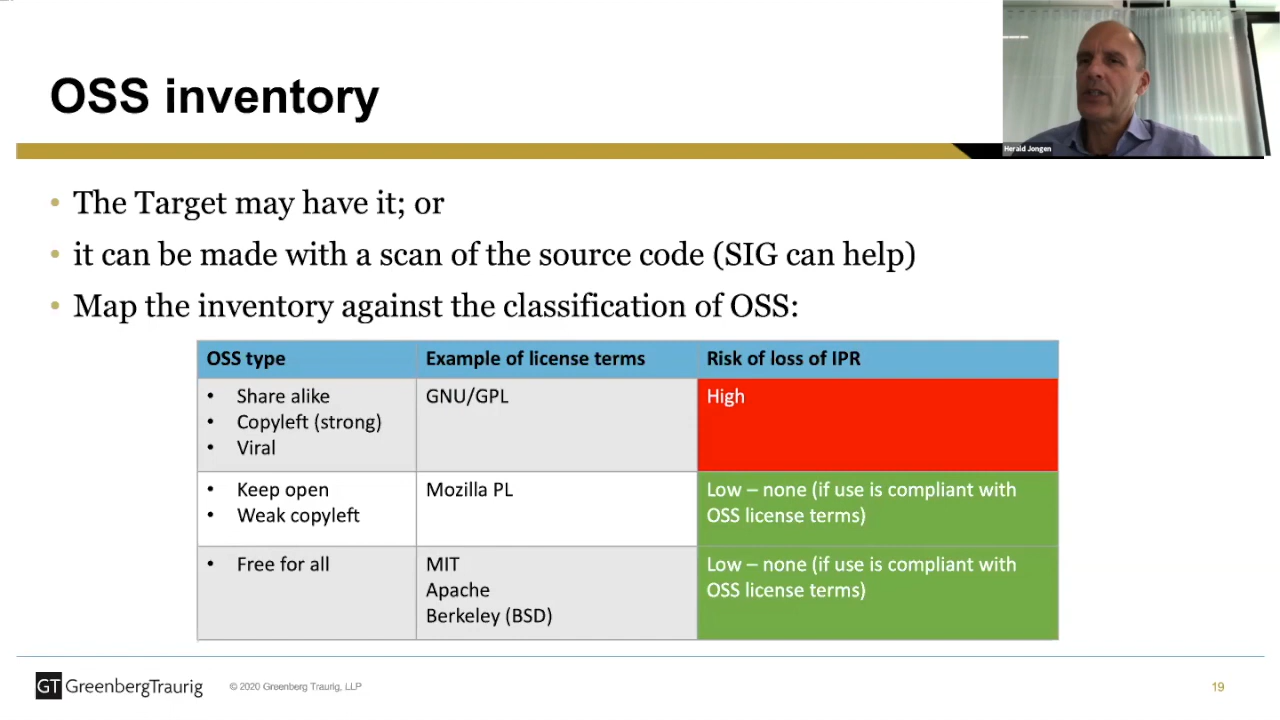 OSS inventory
Herald Jongen
• The Target may have it; or
• it can be made with a scan of the source code (SIG can help)
• Map the inventory against the classification of OSS:
OSS type Example of license terms Risk of loss of IPR
• Share alike GNU/GPL High
• Copyleft (strong)
• Viral
• Keep open Mozilla PL Low – none (if use is compliant with
• Weak copyleft OSS license terms)
• Free for all MIT Low – none (if use is compliant with
Apache OSS license terms)
Berkeley (BSD)
GT GreenbergTraurig © 2020 Greenberg Traurig, LLP 19